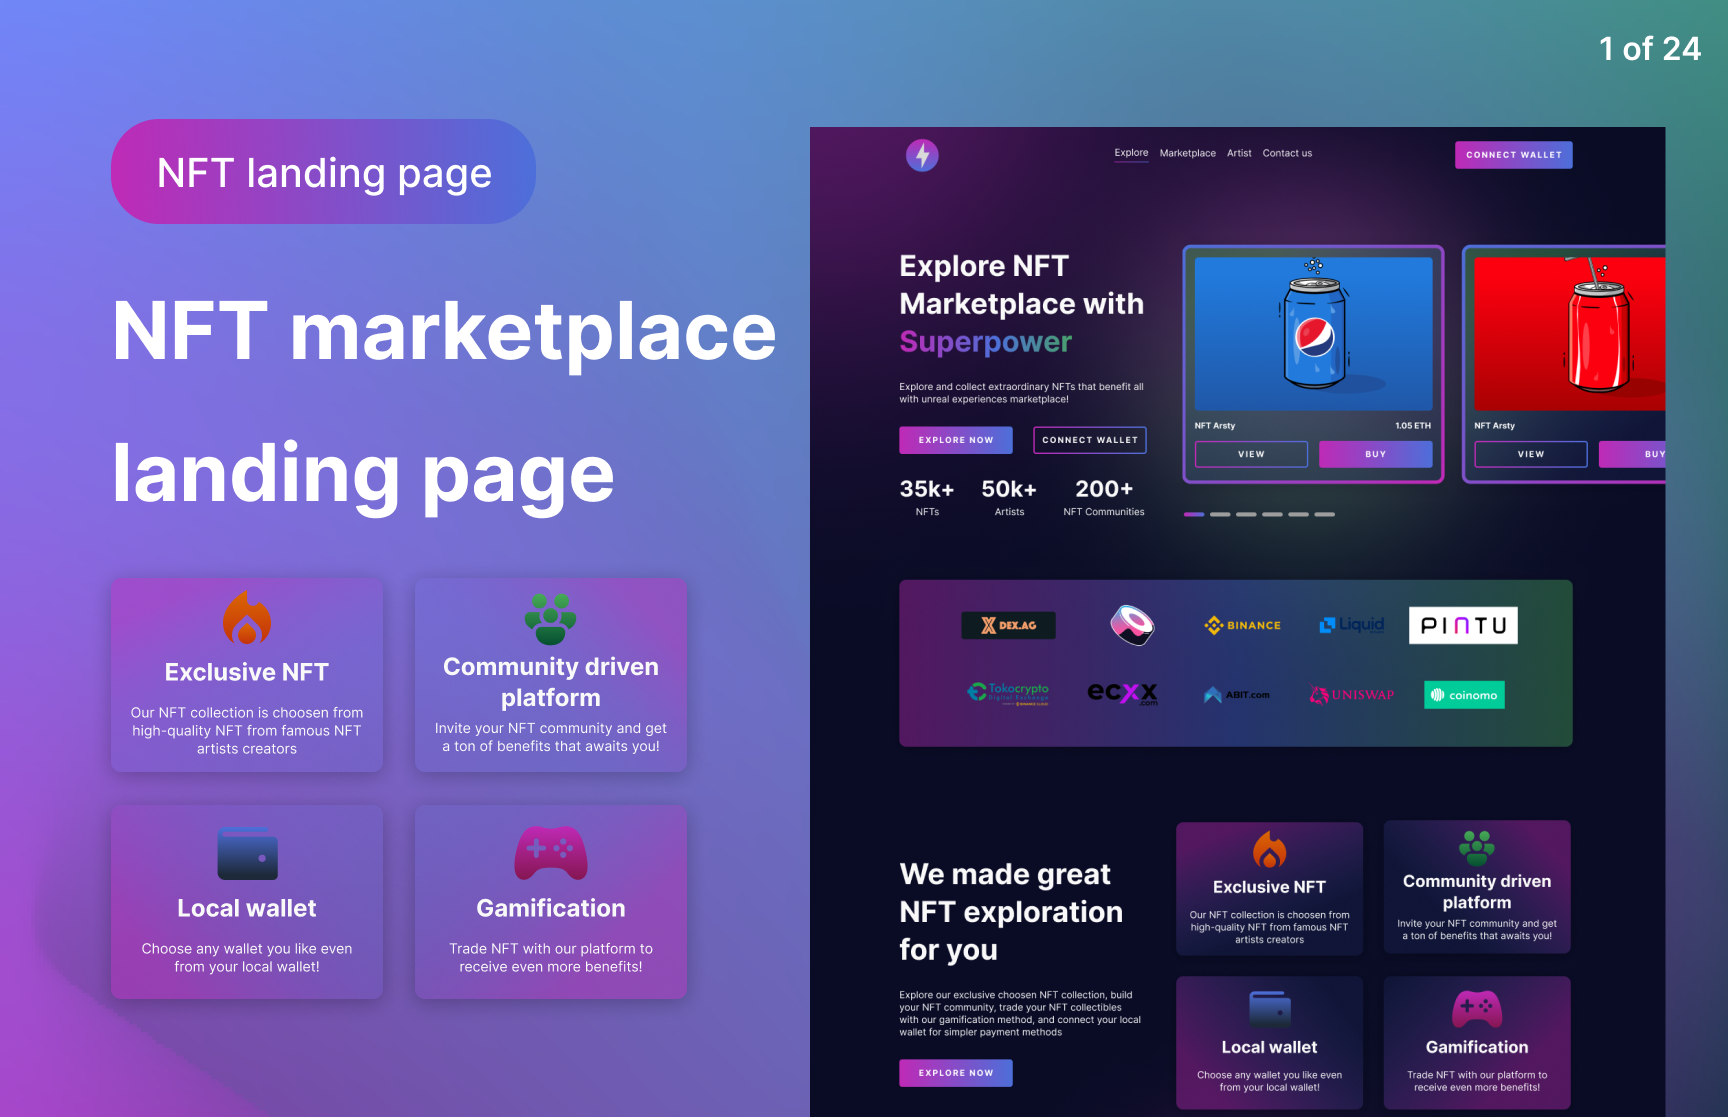 1 of 24
NFT landing page
NFT marketplace
landing page
Exclusive NFT
Our NFT collection is choosen from
high-quality NFT from famous NFT
artists creators
Community driven
platform
Invite your NFT community and get
a ton of benefits that awaits you!
Local wallet
Choose any wallet you like even
from your local wallet!
Gamification
Trade NFT with our platform to
receive even more benefits!
Explore Marketplace Artist Contact us
CONNECT WALLET
Explore NFT
Marketplace with
Superpower
Explore and collect extraordinary NFTs that benefit all
with unreal experiences marketplace!
EXPLORE NOW CONNECT WALLET
35k+ 50k+ 200+
NFTs Artists NFT Communities
NFT Arsty 1.05 ETH
VIEW BUY
NFT Arsty
VIEW BUY
DEX.AG
BINANCE
Liquid
PINTU
Tokocrypto
Digital Exchange
BINANCE CLOUD
ecxx
.com
ABIT.com
UNISWAP
coinomo
We made great
NFT exploration
for you
Explore our exclusive choosen NFT collection, build
your NFT community, trade your NFT collectibles
with our gamification method, and connect your local
wallet for simpler payment methods
EXPLORE NOW
Exclusive NFT
Our NFT collection is choosen from
high-quality NFT from famous NFT
artists creators
Community driven
platform
Invite your NFT community and get
a ton of benefits that awaits you!
Local wallet
Choose any wallet you like even
from your local wallet!
Gamification
Trade NFT with our platform to
receive even more benefits!